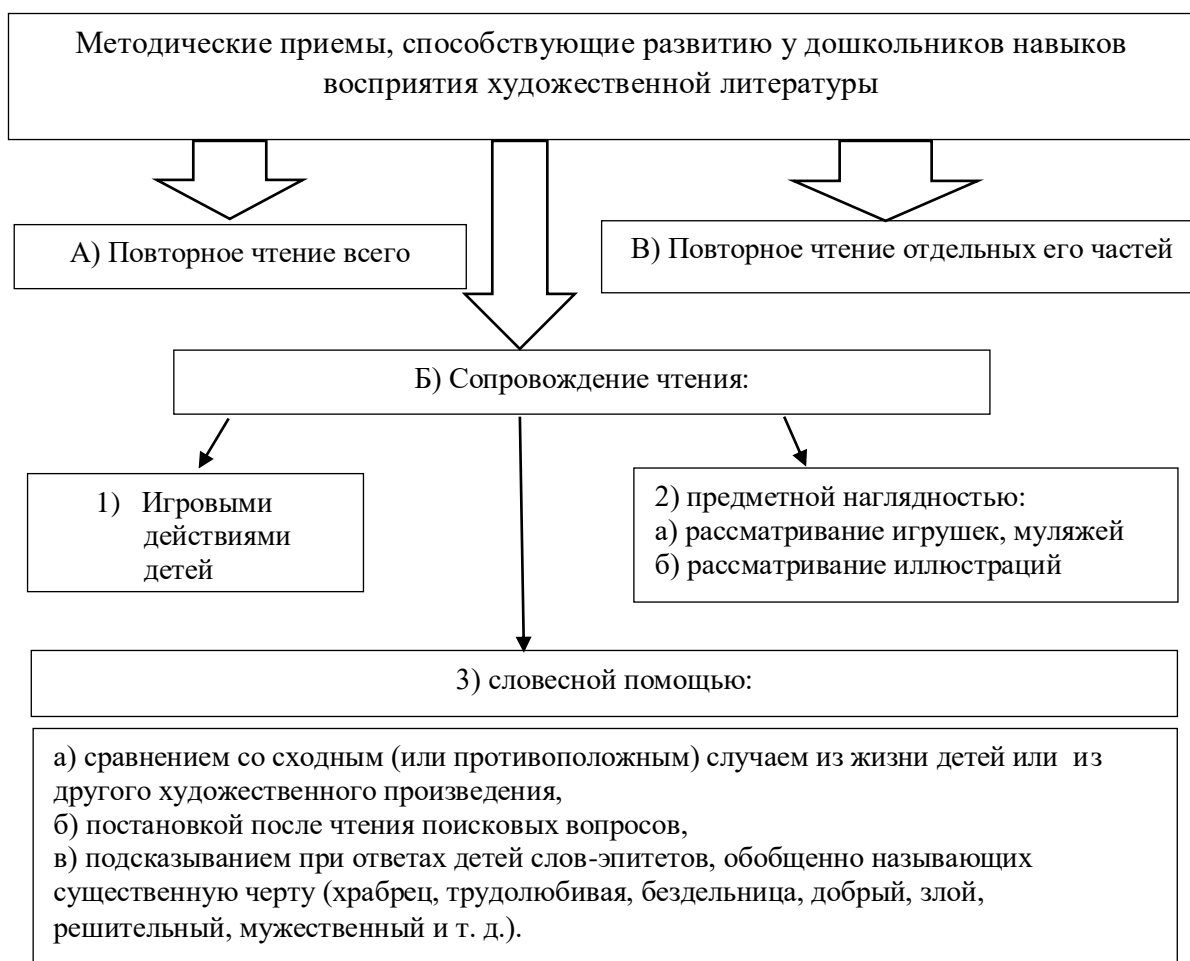 Методические приемы, способствующие развитию у дошкольников навыков
восприятия художественной литературы
А) Повторное чтение всего
В) Повторное чтение отдельных его частей
Б) Сопровождение чтения:
1) Игровыми
действиями
детей
2) предметной наглядностью:
а) рассматривание игрушек, муляжей
б) рассматривание иллюстраций
3) словесной помощью:
а) сравнением со сходным (или противоположным) случаем из жизни детей или из
другого художественного произведения,
б) постановкой после чтения поисковых вопросов,
в) подсказыванием при ответах детей слов-эпитетов, обобщенно называющих
существенную черту (храбрец, трудолюбивая, бездельница, добрый, злой,
решительный, мужественный и т. д.).